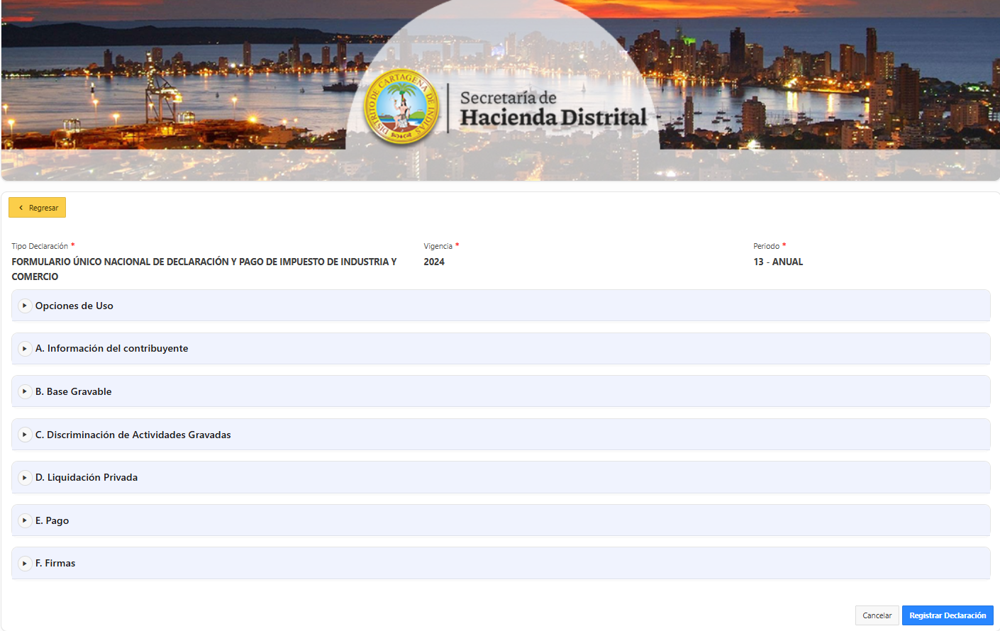 DISTRITO DE CARTAGENA DE INDIAS
Secretaría de
Hacienda Distrital
Regresar
Tipo Declaración *
FORMULARIO ÚNICO NACIONAL DE DECLARACIÓN Y PAGO DE IMPUESTO DE INDUSTRIA Y
COMERCIO
Vigencia *
2024
Periodo *
13 - ANUAL
Opciones de Uso
A. Información del contribuyente
B. Base Gravable
C. Discriminación de Actividades Gravadas
D. Liquidación Privada
E. Pago
F. Firmas
Cancelar
Registrar Declaración